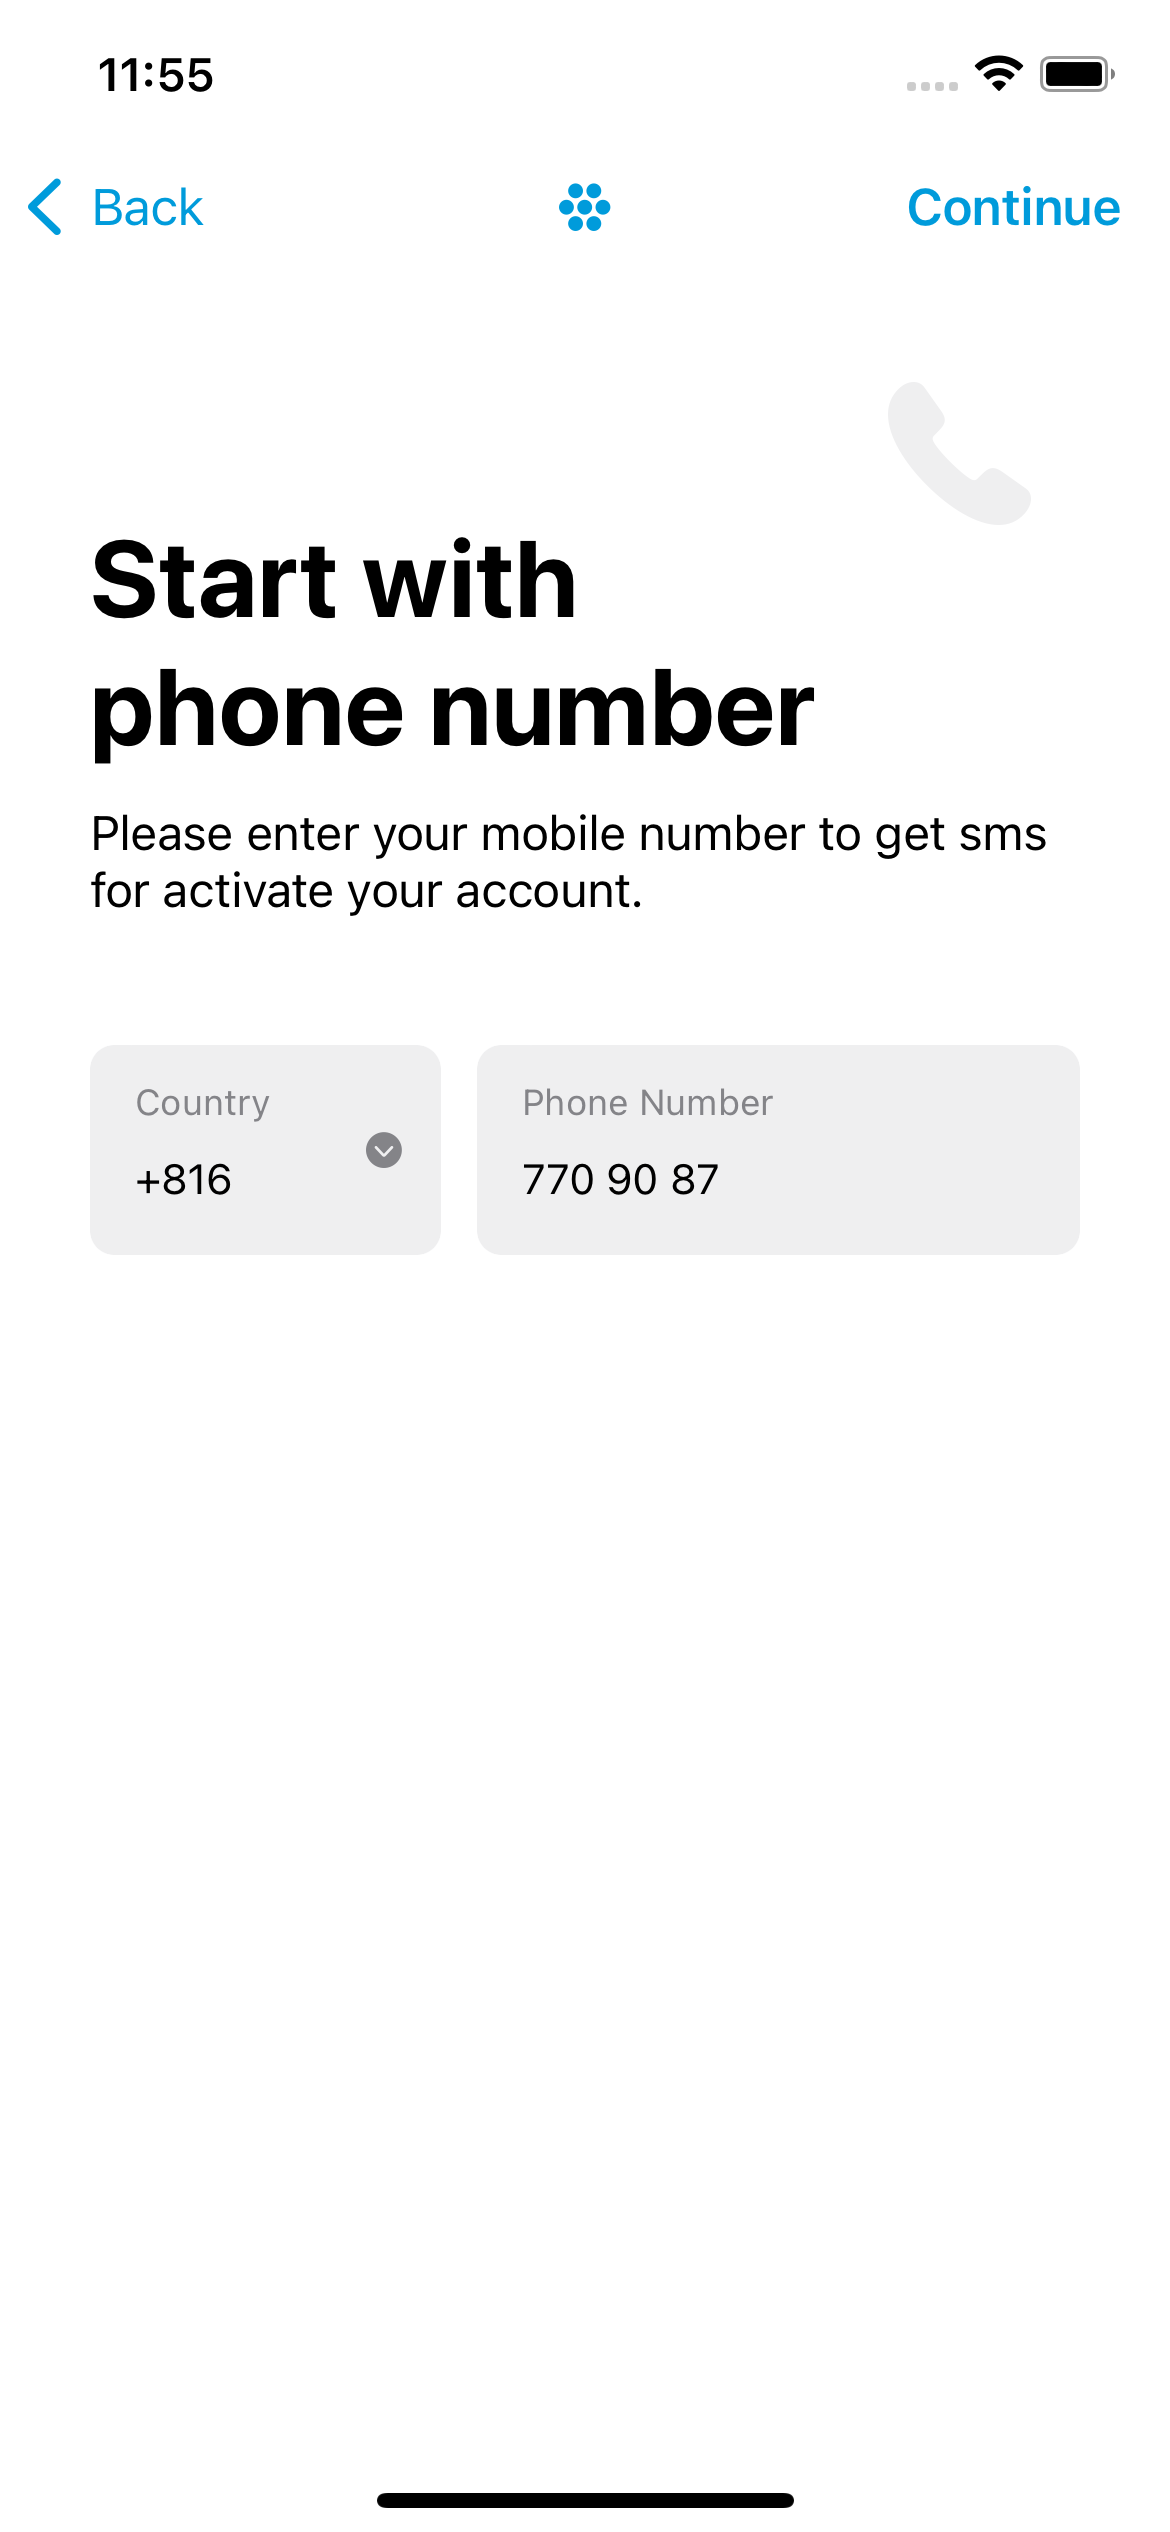 11:55
Back
Continue
Start with
phone number
Please enter your mobile number to get sms
for activate your account.
Country
+816
Phone Number
770 90 87